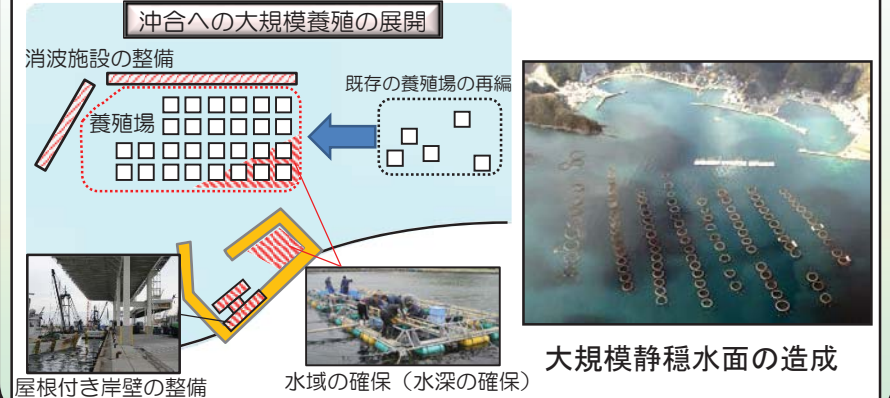 沖合への大規模養殖の展開
消波施設の整備
既存の養殖場の再編
養殖場
屋根付き岸壁の整備
水域の確保（水深の確保）
大規模静穏水面の造成